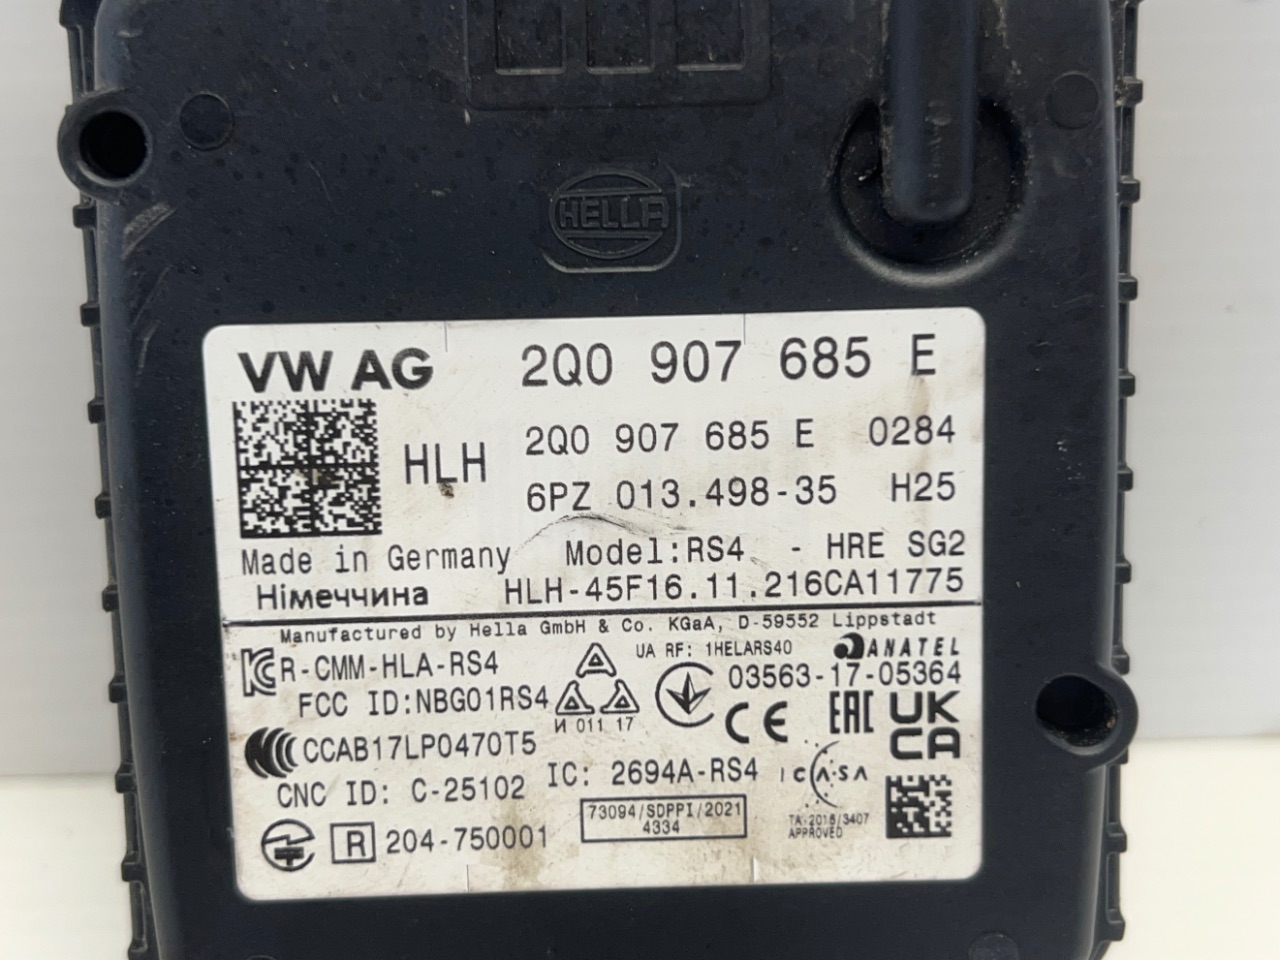 HELLA
VW AG 2Q0 907 685 E
HLH 2Q0 907 685 E 0284
6PZ 013.498-35 H25
Made in Germany Model:RS4 - HRE SG2
Німеччина HLH-45F16.11.216CA11775
Manufactured by Hella GmbH & Co. KGaA, D-59552 Lippstadt
R-CMM-HLA-RS4 UA RF: 1HELARS40 ANATEL
03563-17-05364
FCC ID:NBG01RS4 И 011 17 CE EAC UK CA
CCAB17LP0470T5
CNC ID: C-25102 IC: 2694A-RS4 ICASA
TA-2016/3407
APPROVED
R 204-750001 73094/SDPPI/2021
4334